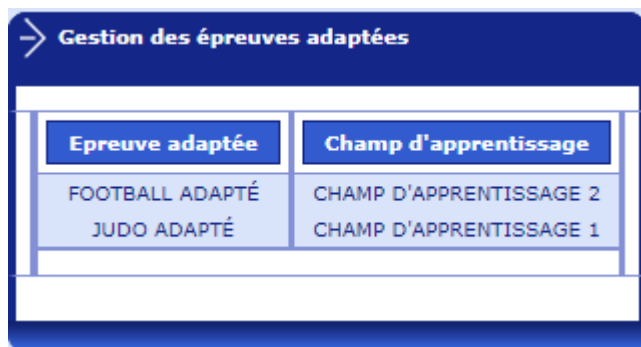 Gestion des épreuves adaptées
Epreuve adaptée Champ d'apprentissage
FOOTBALL ADAPTÉ CHAMP D'APPRENTISSAGE 2
JUDO ADAPTÉ CHAMP D'APPRENTISSAGE 1